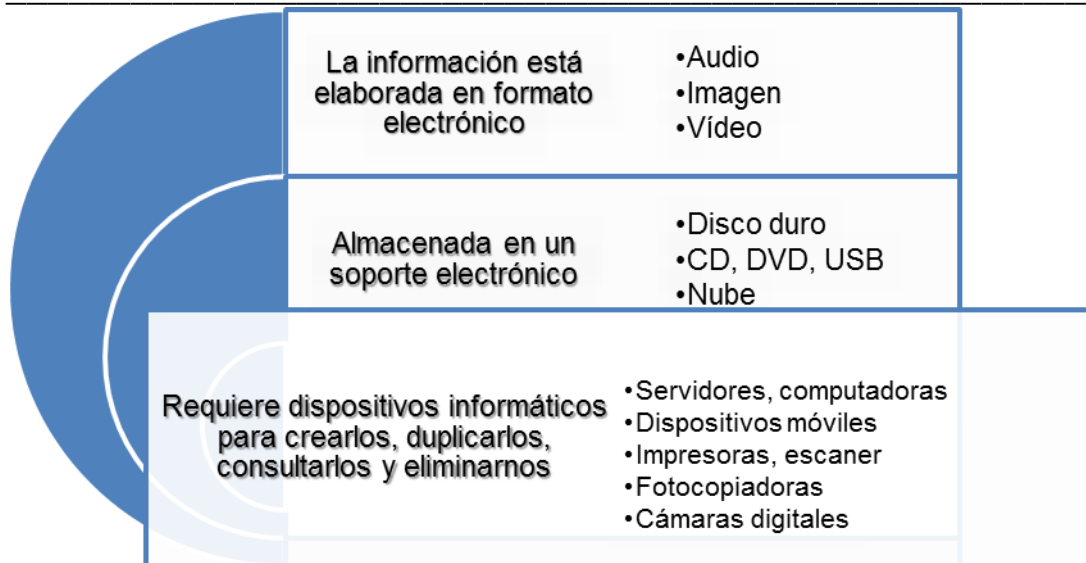 La información está
elaborada en formato
electrónico
•Audio
•Imagen
•Vídeo
Almacenada en un
soporte electrónico
•Disco duro
•CD, DVD, USB
•Nube
Requiere dispositivos informáticos
para crearlos, duplicarlos,
consultarlos y eliminarnos
•Servidores, computadoras
•Dispositivos móviles
•Impresoras, escaner
•Fotocopiadoras
•Cámaras digitales